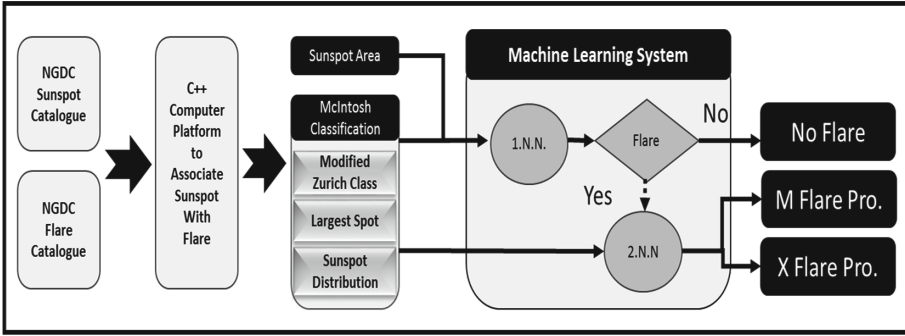 NGDC
Sunspot
Catalogue
NGDC
Flare
Catalogue
C++
Computer
Platform
to
Associate
Sunspot
With
Flare
Sunspot Area
McIntosh
Classification
Modified
Zurich Class
Largest Spot
Sunspot
Distribution
Machine Learning System
1.N.N.
Flare
No
Yes
2.N.N
No Flare
M Flare Pro.
X Flare Pro.